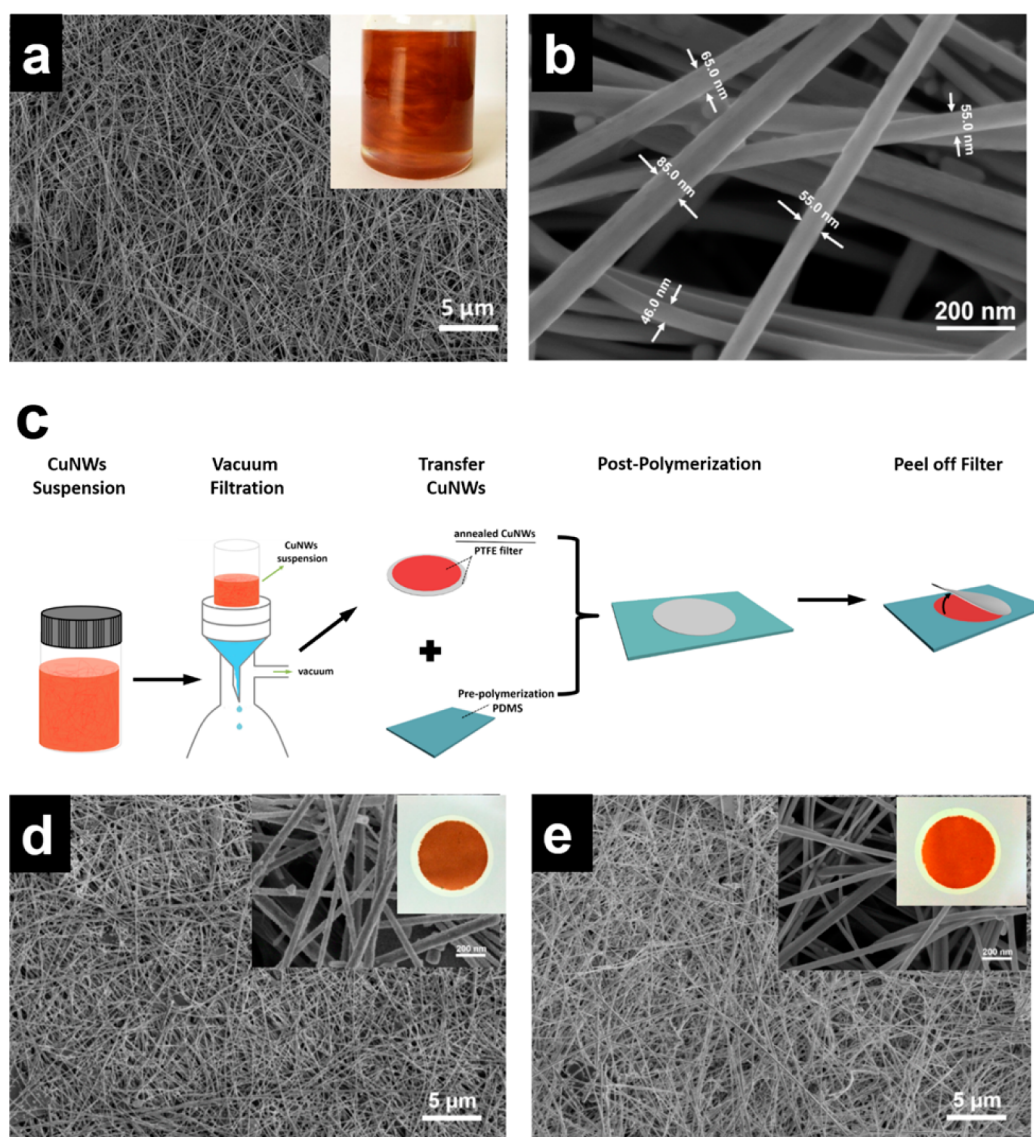 a
5 µm
b
65.0 nm
55.0 nm
85.0 nm
55.0 nm
46.0 nm
200 nm
c
CuNWs
Suspension
Vacuum
Filtration
Transfer
CuNWs
Post-Polymerization
Peel off Filter
CuNWs
suspension
vacuum
annealed CuNWs
PTFE filter
Pre-polymerization
PDMS
d
200 nm
5 µm
e
200 nm
5 µm